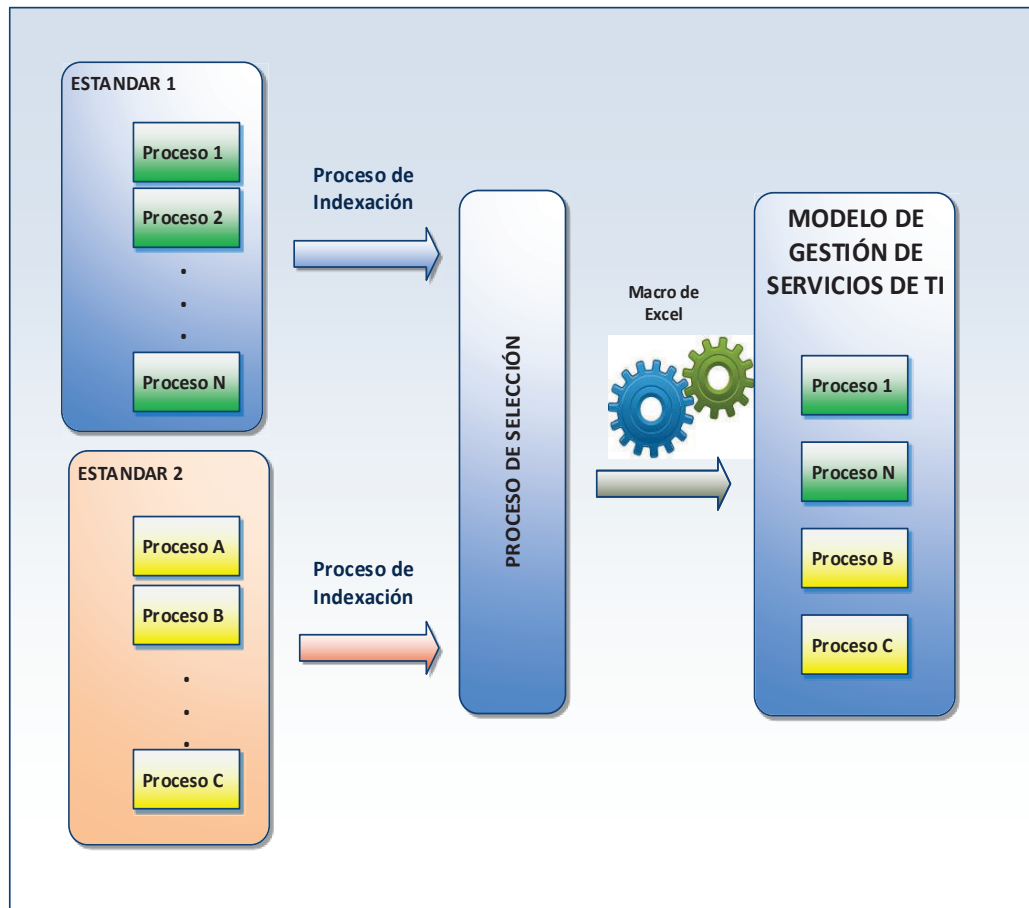 ESTANDAR 1
Proceso 1
Proceso 2
.
.
.
Proceso N
ESTANDAR 2
Proceso A
Proceso B
.
.
.
Proceso C
Proceso de
Indexación
Proceso de
Indexación
PROCESO DE SELECCIÓN
Macro de
Excel
MODELO DE
GESTIÓN DE
SERVICIOS DE TI
Proceso 1
Proceso N
Proceso B
Proceso C